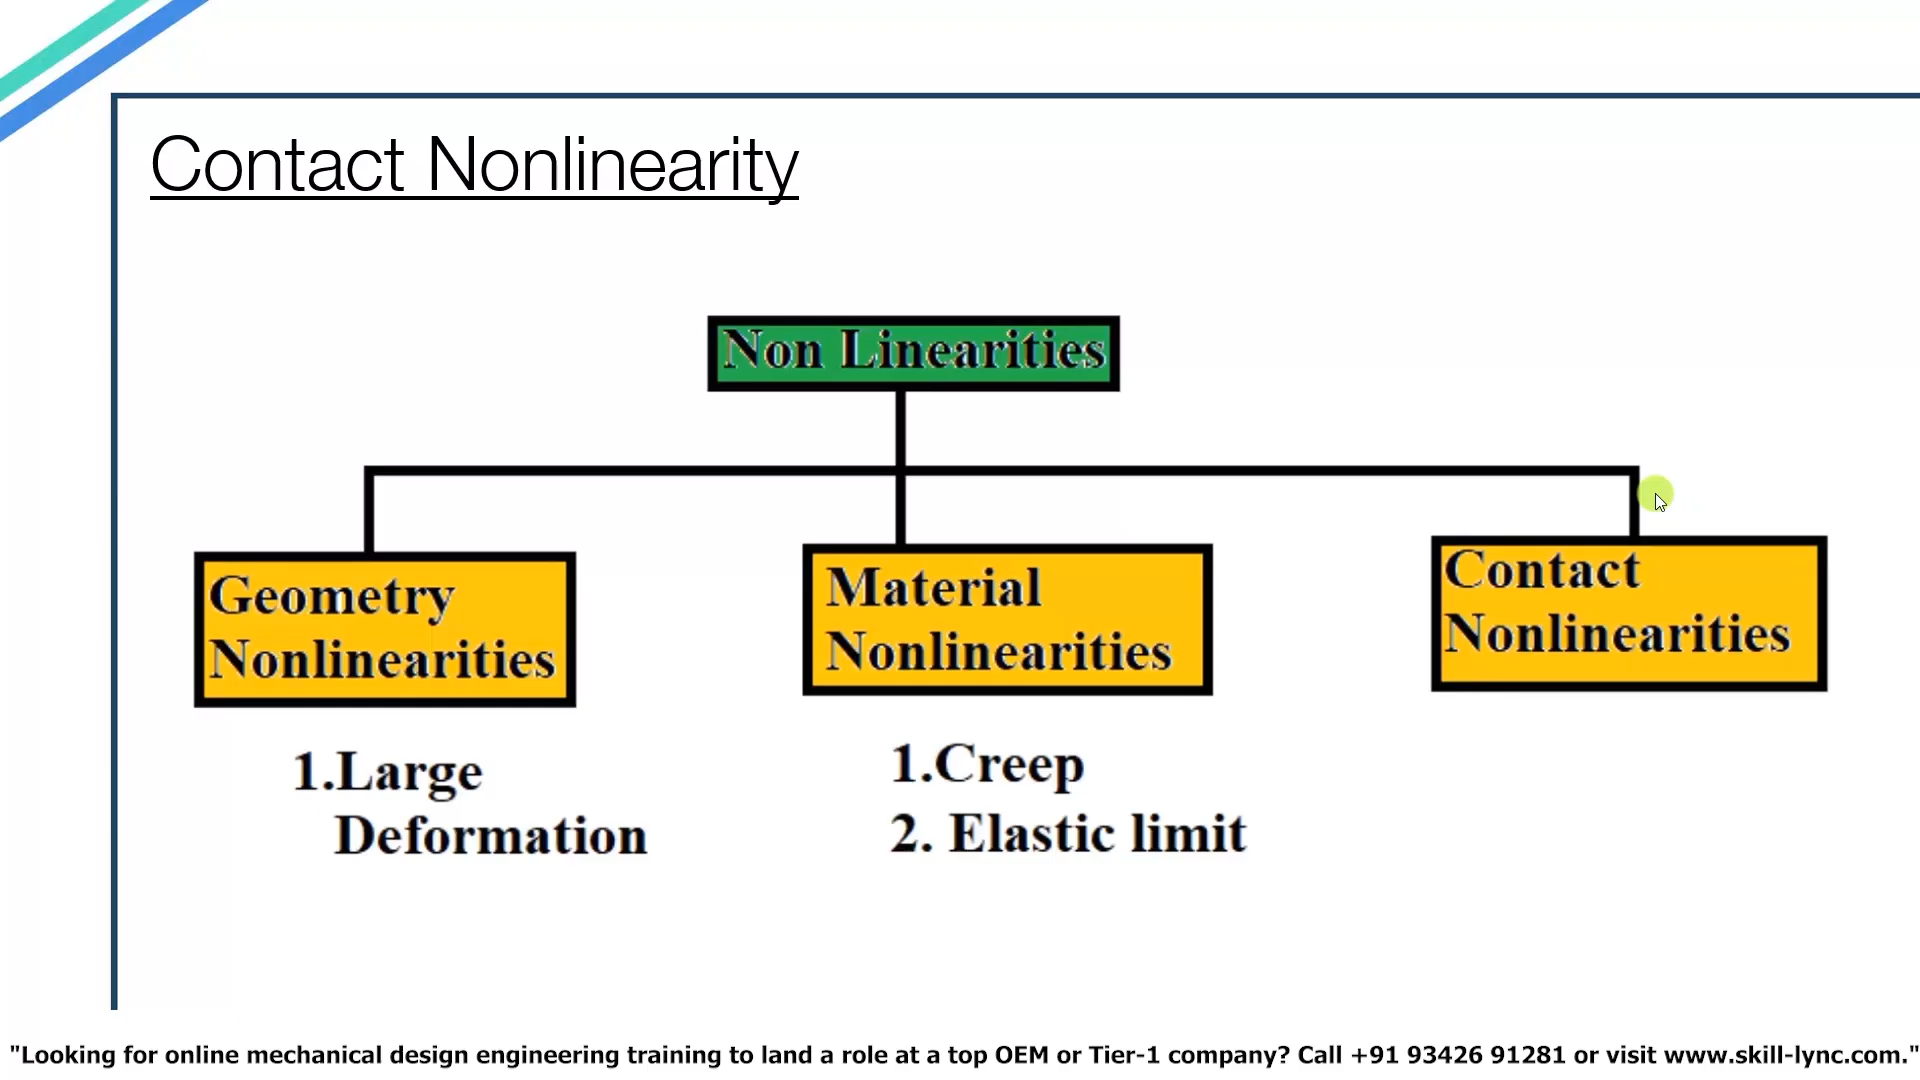 Contact Nonlinearity
Non Linearities
Geometry
Nonlinearities
1.Large
Deformation
Material
Nonlinearities
1.Creep
2. Elastic limit
Contact
Nonlinearities
"Looking for online mechanical design engineering training to land a role at a top OEM or Tier-1 company? Call +91 93426 91281 or visit www.skill-lync.com."